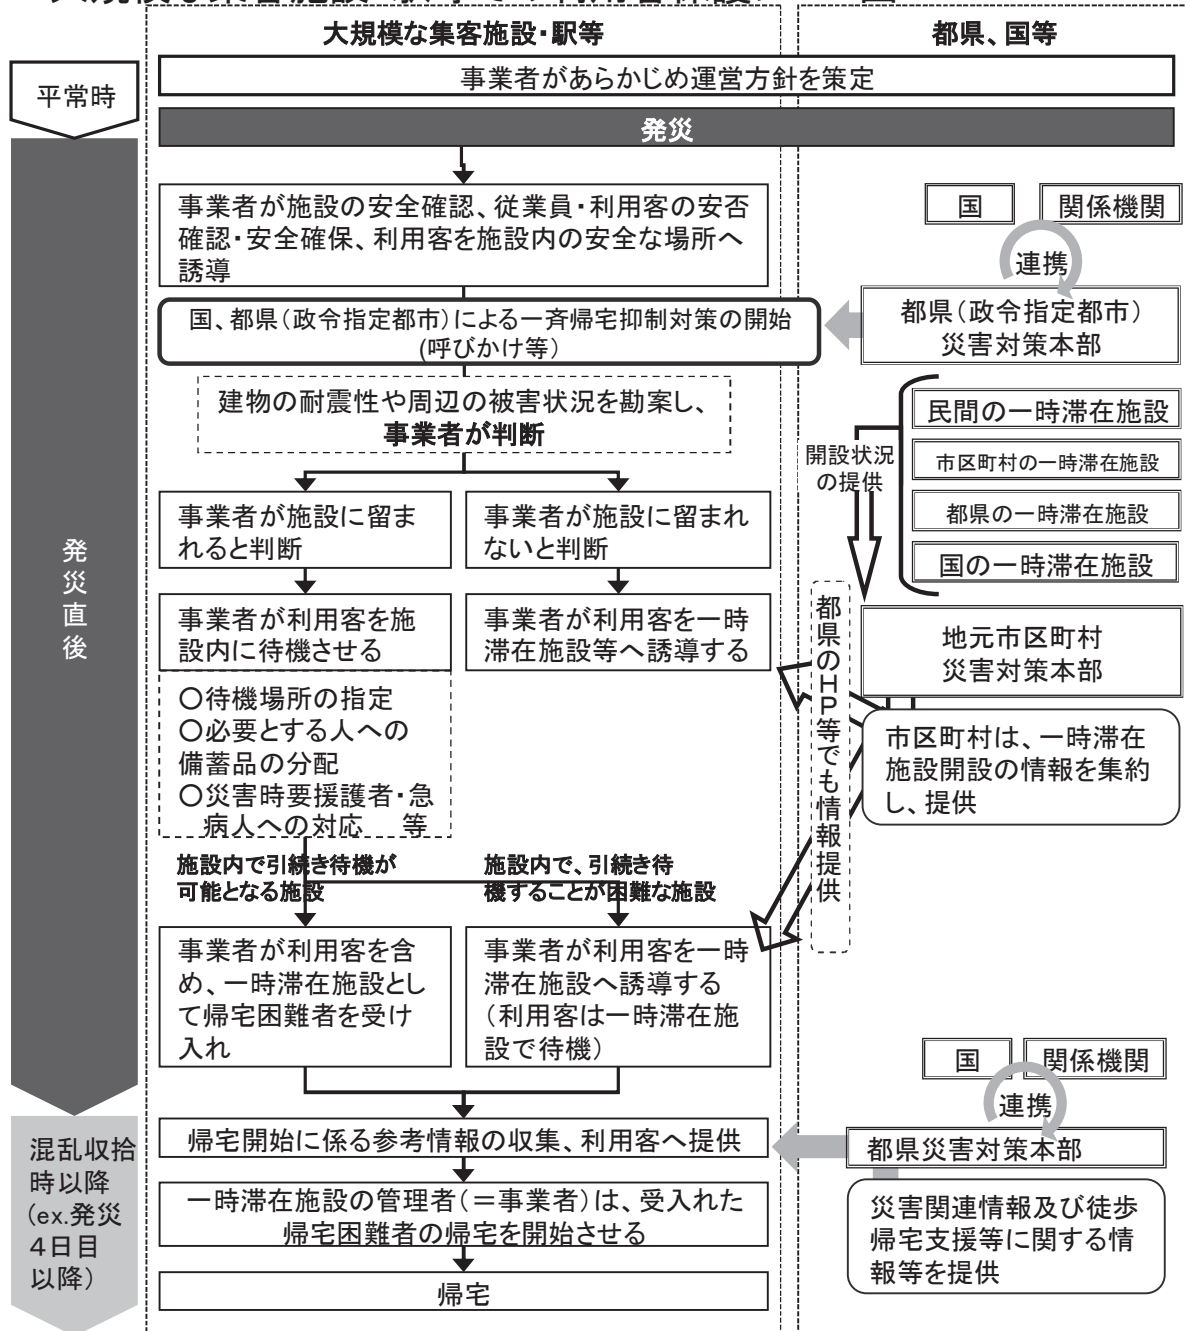 大規模な集客施設・駅等
都県、国等
平常時
事業者があらかじめ運営方針を策定
発災
発災直後
事業者が施設の安全確認、従業員・利用客の安否
確認・安全確保、利用客を施設内の安全な場所へ
誘導
国
関係機関
連携
国、都県（政令指定都市）による一斉帰宅抑制対策の開始
(呼びかけ等）
都県（政令指定都市）
災害対策本部
建物の耐震性や周辺の被害状況を勘案し、
事業者が判断
開設状況
の提供
民間の一時滞在施設
市区町村の一時滞在施設
都県の一時滞在施設
国の一時滞在施設
事業者が施設に留ま
れると判断
事業者が施設に留まれ
ないと判断
事業者が利用客を施
設内に待機させる
事業者が利用客を一時
滞在施設等へ誘導する
地元市区町村
災害対策本部
都県のＨＰ等でも情報提供
市区町村は、一時滞在
施設開設の情報を集約
し、提供
○待機場所の指定
○必要とする人への
備蓄品の分配
○災害時要援護者・急
病人への対応　等
施設内で引続き待機が
可能となる施設
施設内で、引続き待
機することが困難な施設
事業者が利用客を含
め、一時滞在施設とし
て帰宅困難者を受け
入れ
事業者が利用客を一時
滞在施設へ誘導する
（利用客は一時滞在施
設で待機）
国
関係機関
連携
混乱収拾
時以降
(ex.発災
４日目
以降）
帰宅開始に係る参考情報の収集、利用客へ提供
都県災害対策本部
一時滞在施設の管理者（＝事業者）は、受入れた
帰宅困難者の帰宅を開始させる
災害関連情報及び徒歩
帰宅支援等に関する情
報等を提供
帰宅